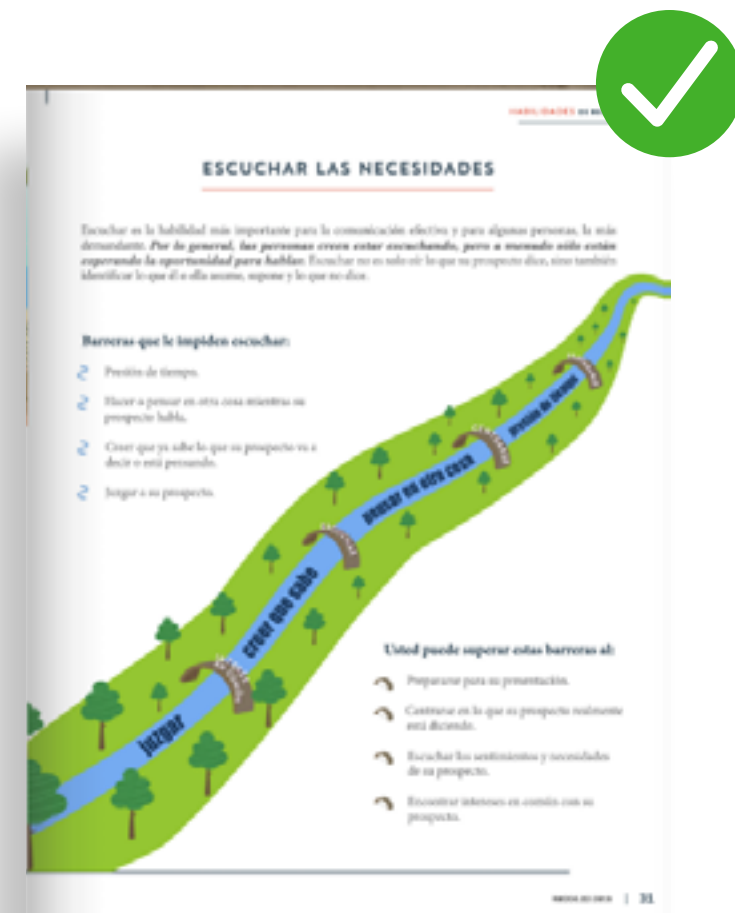 HABILIDADES
ESCUCHAR LAS NECESIDADES
Escuchar es la habilidad más importante para la comunicación efectiva y para algunas personas, la más
demandante. Por lo general, las personas creen estar escuchando, pero a menudo sólo están
esperando la oportunidad para hablar. Escuchar no es solo oír lo que su prospecto dice, sino también
identificar lo que él o ella asume, supone y lo que no dice.
Barreras que le impiden escuchar:
Presión de tiempo.
Hacer o pensar en otra cosa mientras su
prospecto habla.
Creer que ya sabe lo que su prospecto va a
decir o está pensando.
Juzgar a su prospecto.
presión de tiempo
pensar en otra cosa
creer que sabe
juzgar
Usted puede superar estas barreras al:
Prepararse para su presentación.
Centrarse en lo que su prospecto realmente
está diciendo.
Escuchar los sentimientos y necesidades
de su prospecto.
Encontrar intereses en común con su
prospecto.
| 31